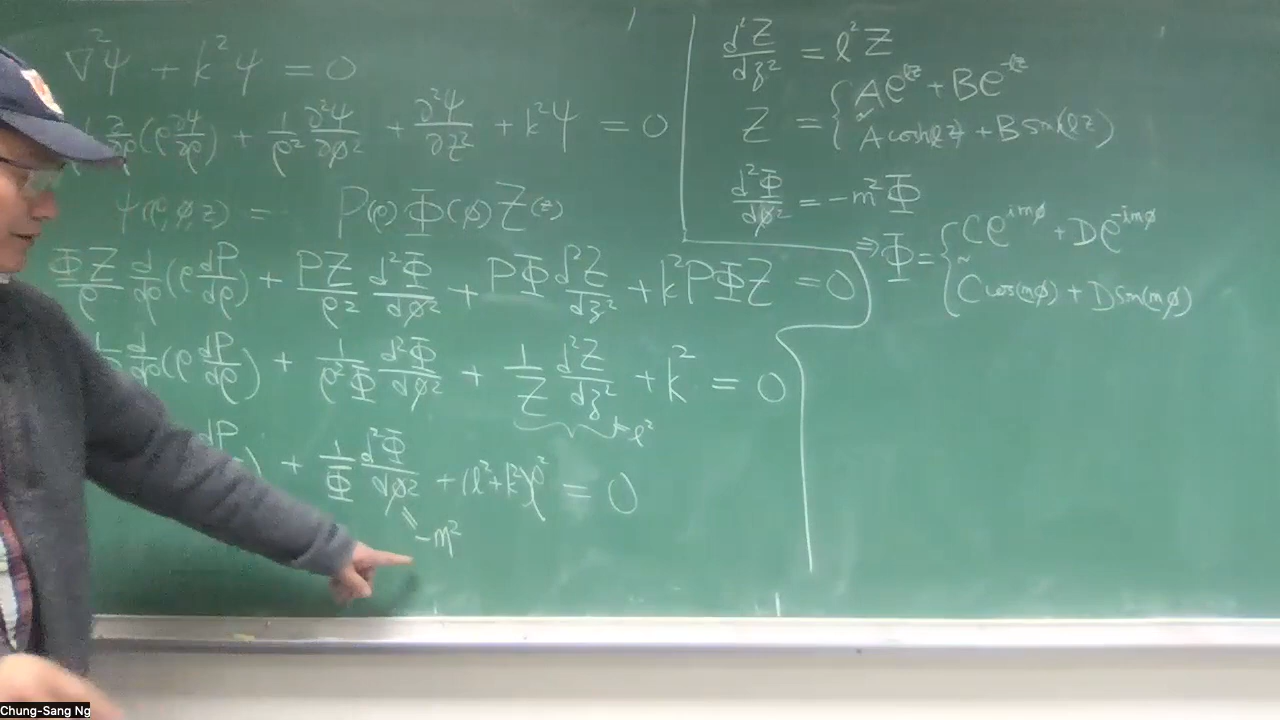 ∇²ψ + k²ψ = 0
∂/∂ρ(ρ ∂ψ/∂ρ) + 1/ρ² ∂²ψ/∂φ² + ∂²ψ/∂z² + k²ψ = 0
ψ(ρ,φ,z) = P(ρ)Φ(φ)Z(z)
ΦZ/ρ d/dρ(ρ dP/dρ) + PZ/ρ² d²Φ/dφ² + PΦ d²Z/dz² + k²PΦZ = 0
d/dρ(ρ dP/dρ) + 1/ρ²Φ d²Φ/dφ² + 1/Z d²Z/dz² + k² = 0
l²
dP ) + 1/Φ d²Φ/dφ² + (l²+k²)ρ² = 0
= -m²
d²Z/dz² = l²Z
Z = { Ae^{lz} + Be^{-lz}
Ã cosh(lz) + B sin(lz)
d²Φ/dφ² = -m²Φ
⇒ Φ = { Ce^{imφ} + De^{-imφ}
C̃ cos(mφ) + D sin(mφ)
Chung-Sang Ng